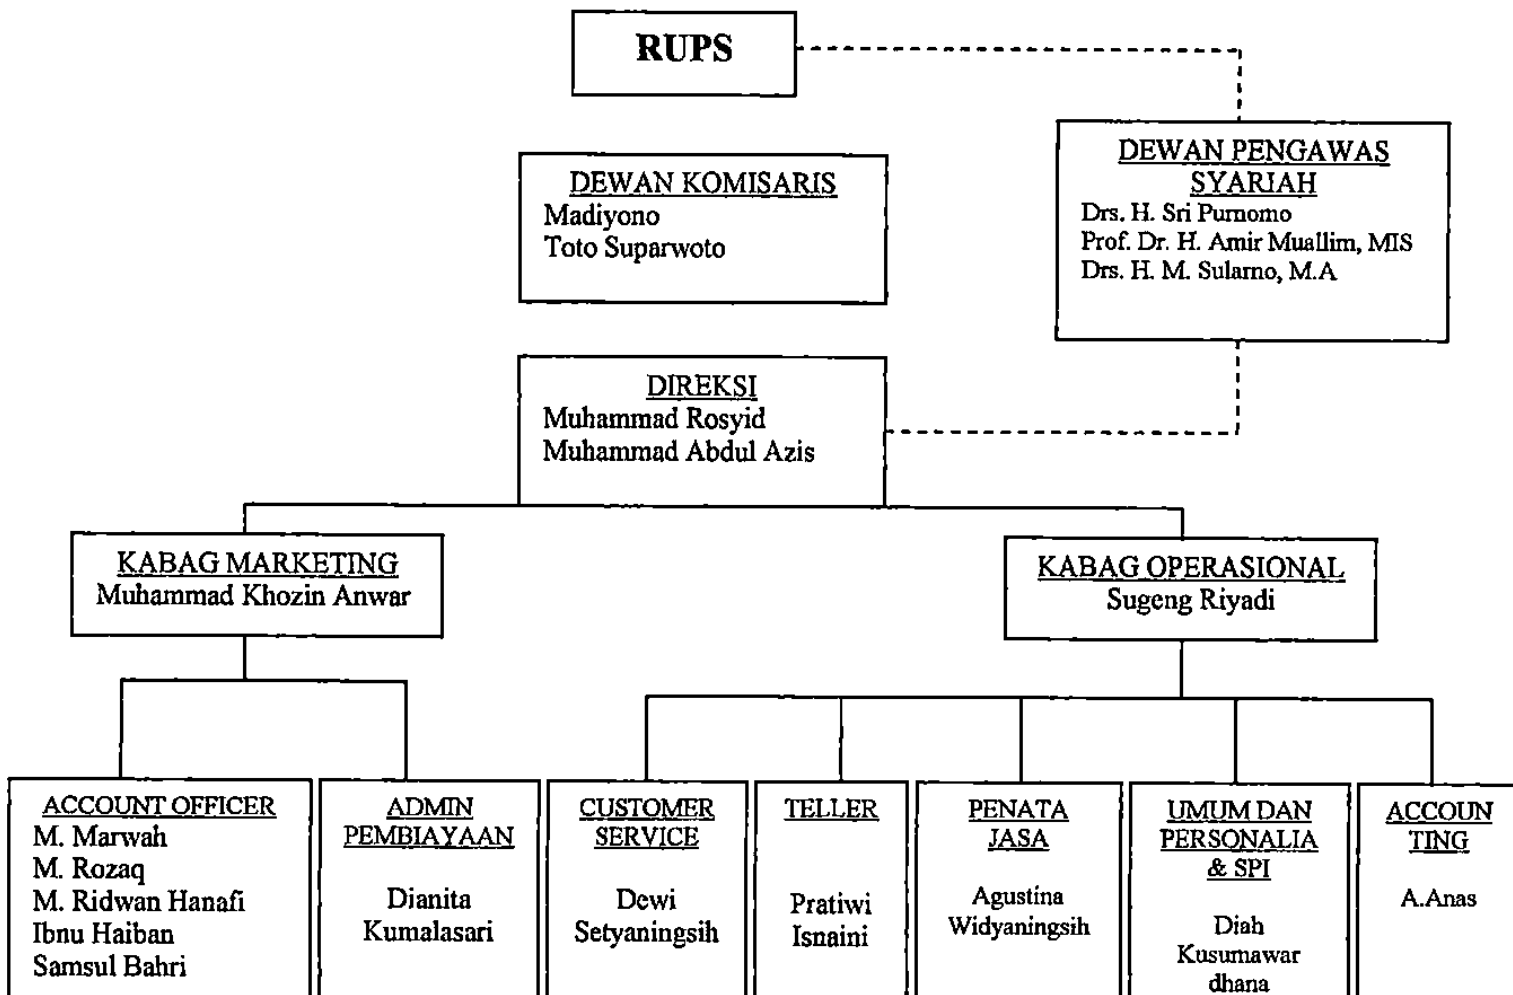 RUPS
DEWAN PENGAWAS
SYARIAH
Drs. H. Sri Purnomo
Prof. Dr. H. Amir Muallim, MIS
Drs. H. M. Sularno, M.A
DEWAN KOMISARIS
Madiyono
Toto Suparwoto
DIREKSI
Muhammad Rosyid
Muhammad Abdul Azis
KABAG MARKETING
Muhammad Khozin Anwar
KABAG OPERASIONAL
Sugeng Riyadi
ACCOUNT OFFICER
M. Marwah
M. Rozaq
M. Ridwan Hanafi
Ibnu Haiban
Samsul Bahri
ADMIN
PEMBIAYAAN
Dianita
Kumalasari
CUSTOMER
SERVICE
Dewi
Setyaningsih
TELLER
Pratiwi
Isnaini
PENATA
JASA
Agustina
Widyaningsih
UMUM DAN
PERSONALIA
& SPI
Diah
Kusumawar
dhana
ACCOUN
TING
A.Anas